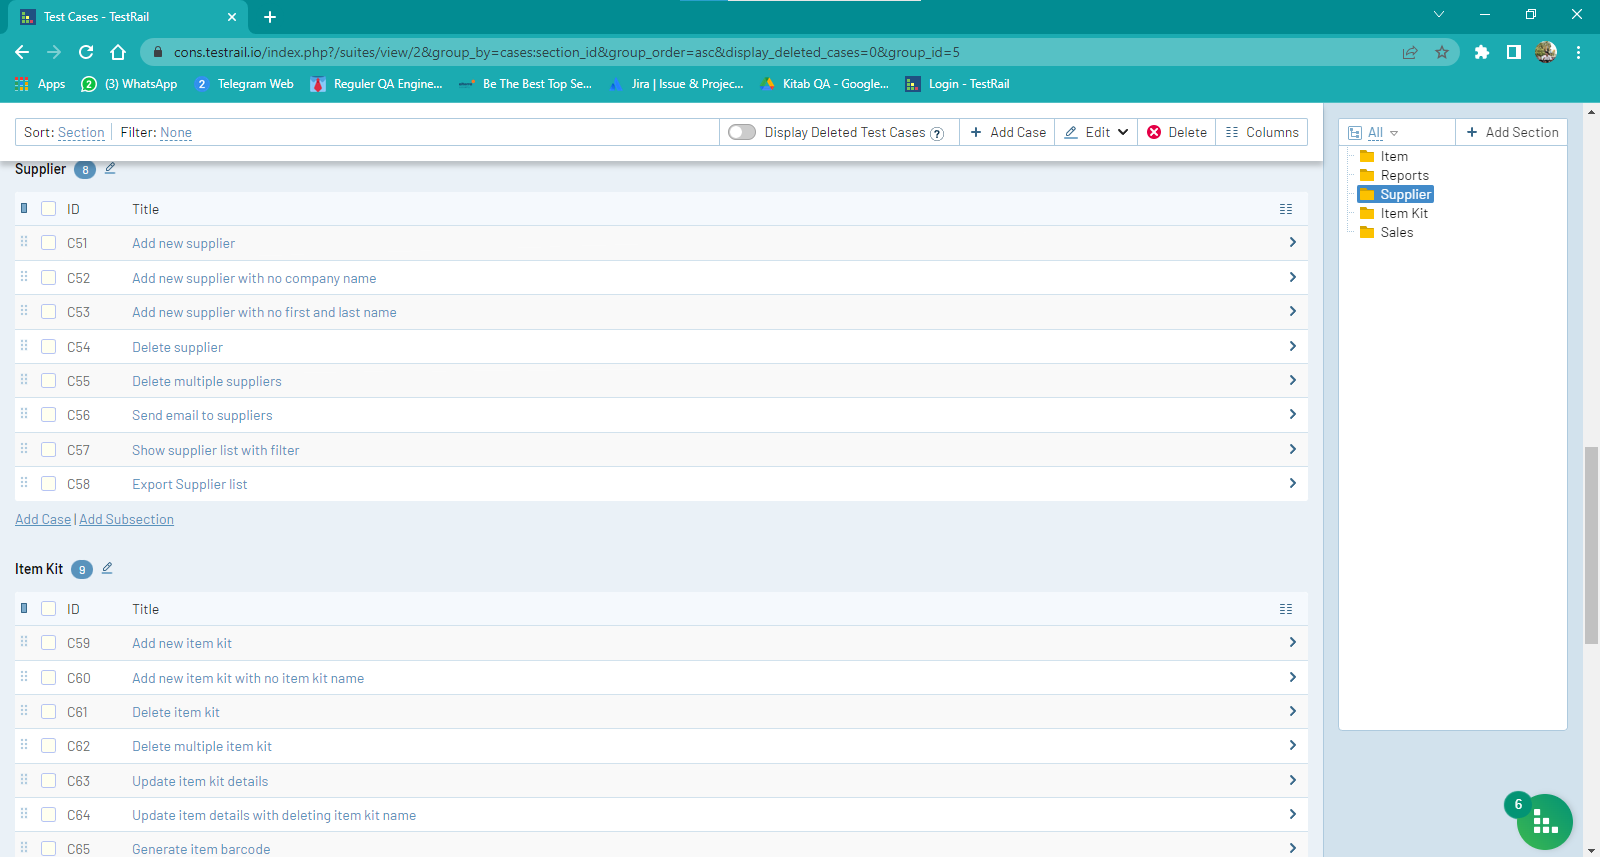 Test Cases - TestRail
cons.testrail.io/index.php?/suites/view/2&group_by=cases:section_id&group_order=asc&display_deleted_cases=0&group_id=5
Apps (3) WhatsApp Telegram Web Reguler QA Engine... Be The Best Top Se... Jira | Issue & Projec... Kitab QA - Google... Login - TestRail
Sort: Section Filter: None Display Deleted Test Cases ? + Add Case Edit Delete Columns
Supplier 8
ID Title
C51 Add new supplier
C52 Add new supplier with no company name
C53 Add new supplier with no first and last name
C54 Delete supplier
C55 Delete multiple suppliers
C56 Send email to suppliers
C57 Show supplier list with filter
C58 Export Supplier list
Add Case | Add Subsection
Item Kit 9
ID Title
C59 Add new item kit
C60 Add new item kit with no item kit name
C61 Delete item kit
C62 Delete multiple item kit
C63 Update item kit details
C64 Update item details with deleting item kit name
C65 Generate item barcode
All + Add Section
Item
Reports
Supplier
Item Kit
Sales
6